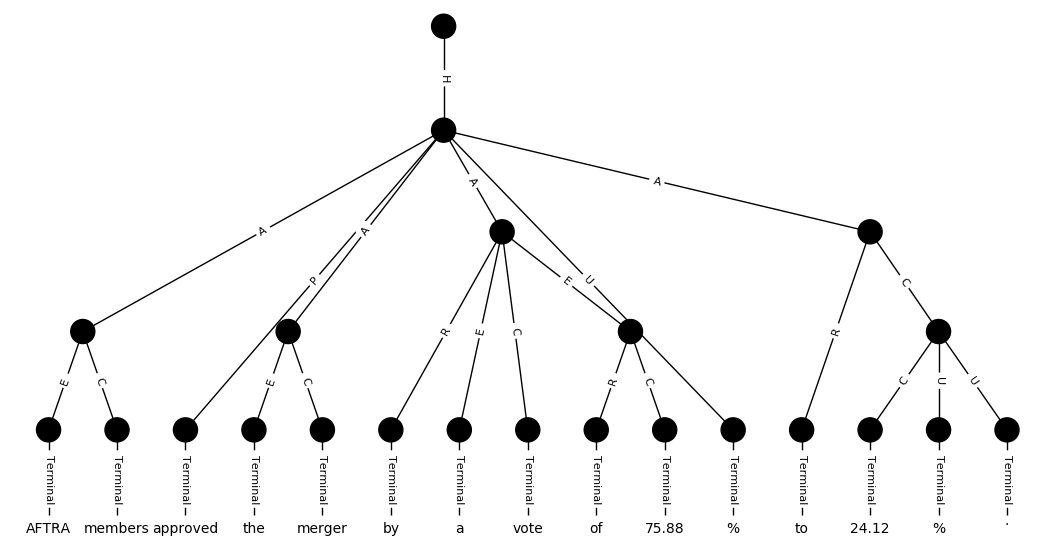 H
A
A
A
P
A
E
U
C
R
R
E
C
E
C
E
C
R
C
C
U
U
Terminal Terminal Terminal Terminal Terminal Terminal Terminal Terminal Terminal Terminal Terminal Terminal Terminal Terminal Terminal
AFTRA members approved the merger by a vote of 75.88 % to 24.12 % .